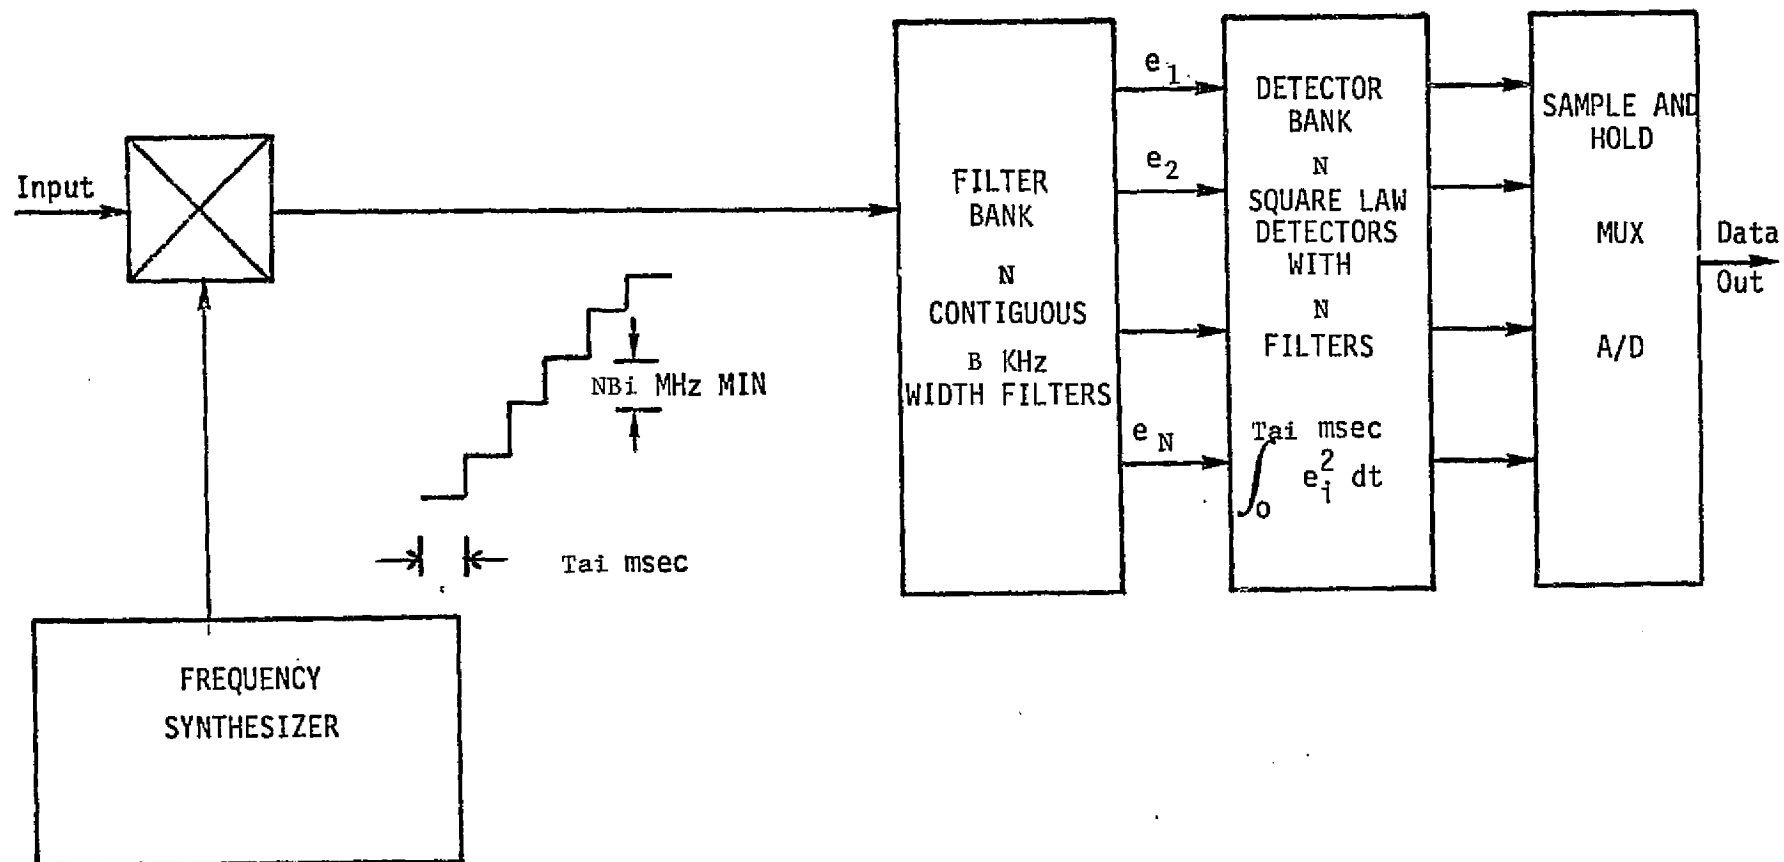 Input
FREQUENCY
SYNTHESIZER
NBi MHz MIN
Tai msec
FILTER
BANK
N
CONTIGUOUS
B KHz
WIDTH FILTERS
e1
e2
eN
DETECTOR
BANK
N
SQUARE LAW
DETECTORS
WITH
N
FILTERS
Tai msec
∫o ei2 dt
SAMPLE AND
HOLD
MUX
A/D
Data
Out